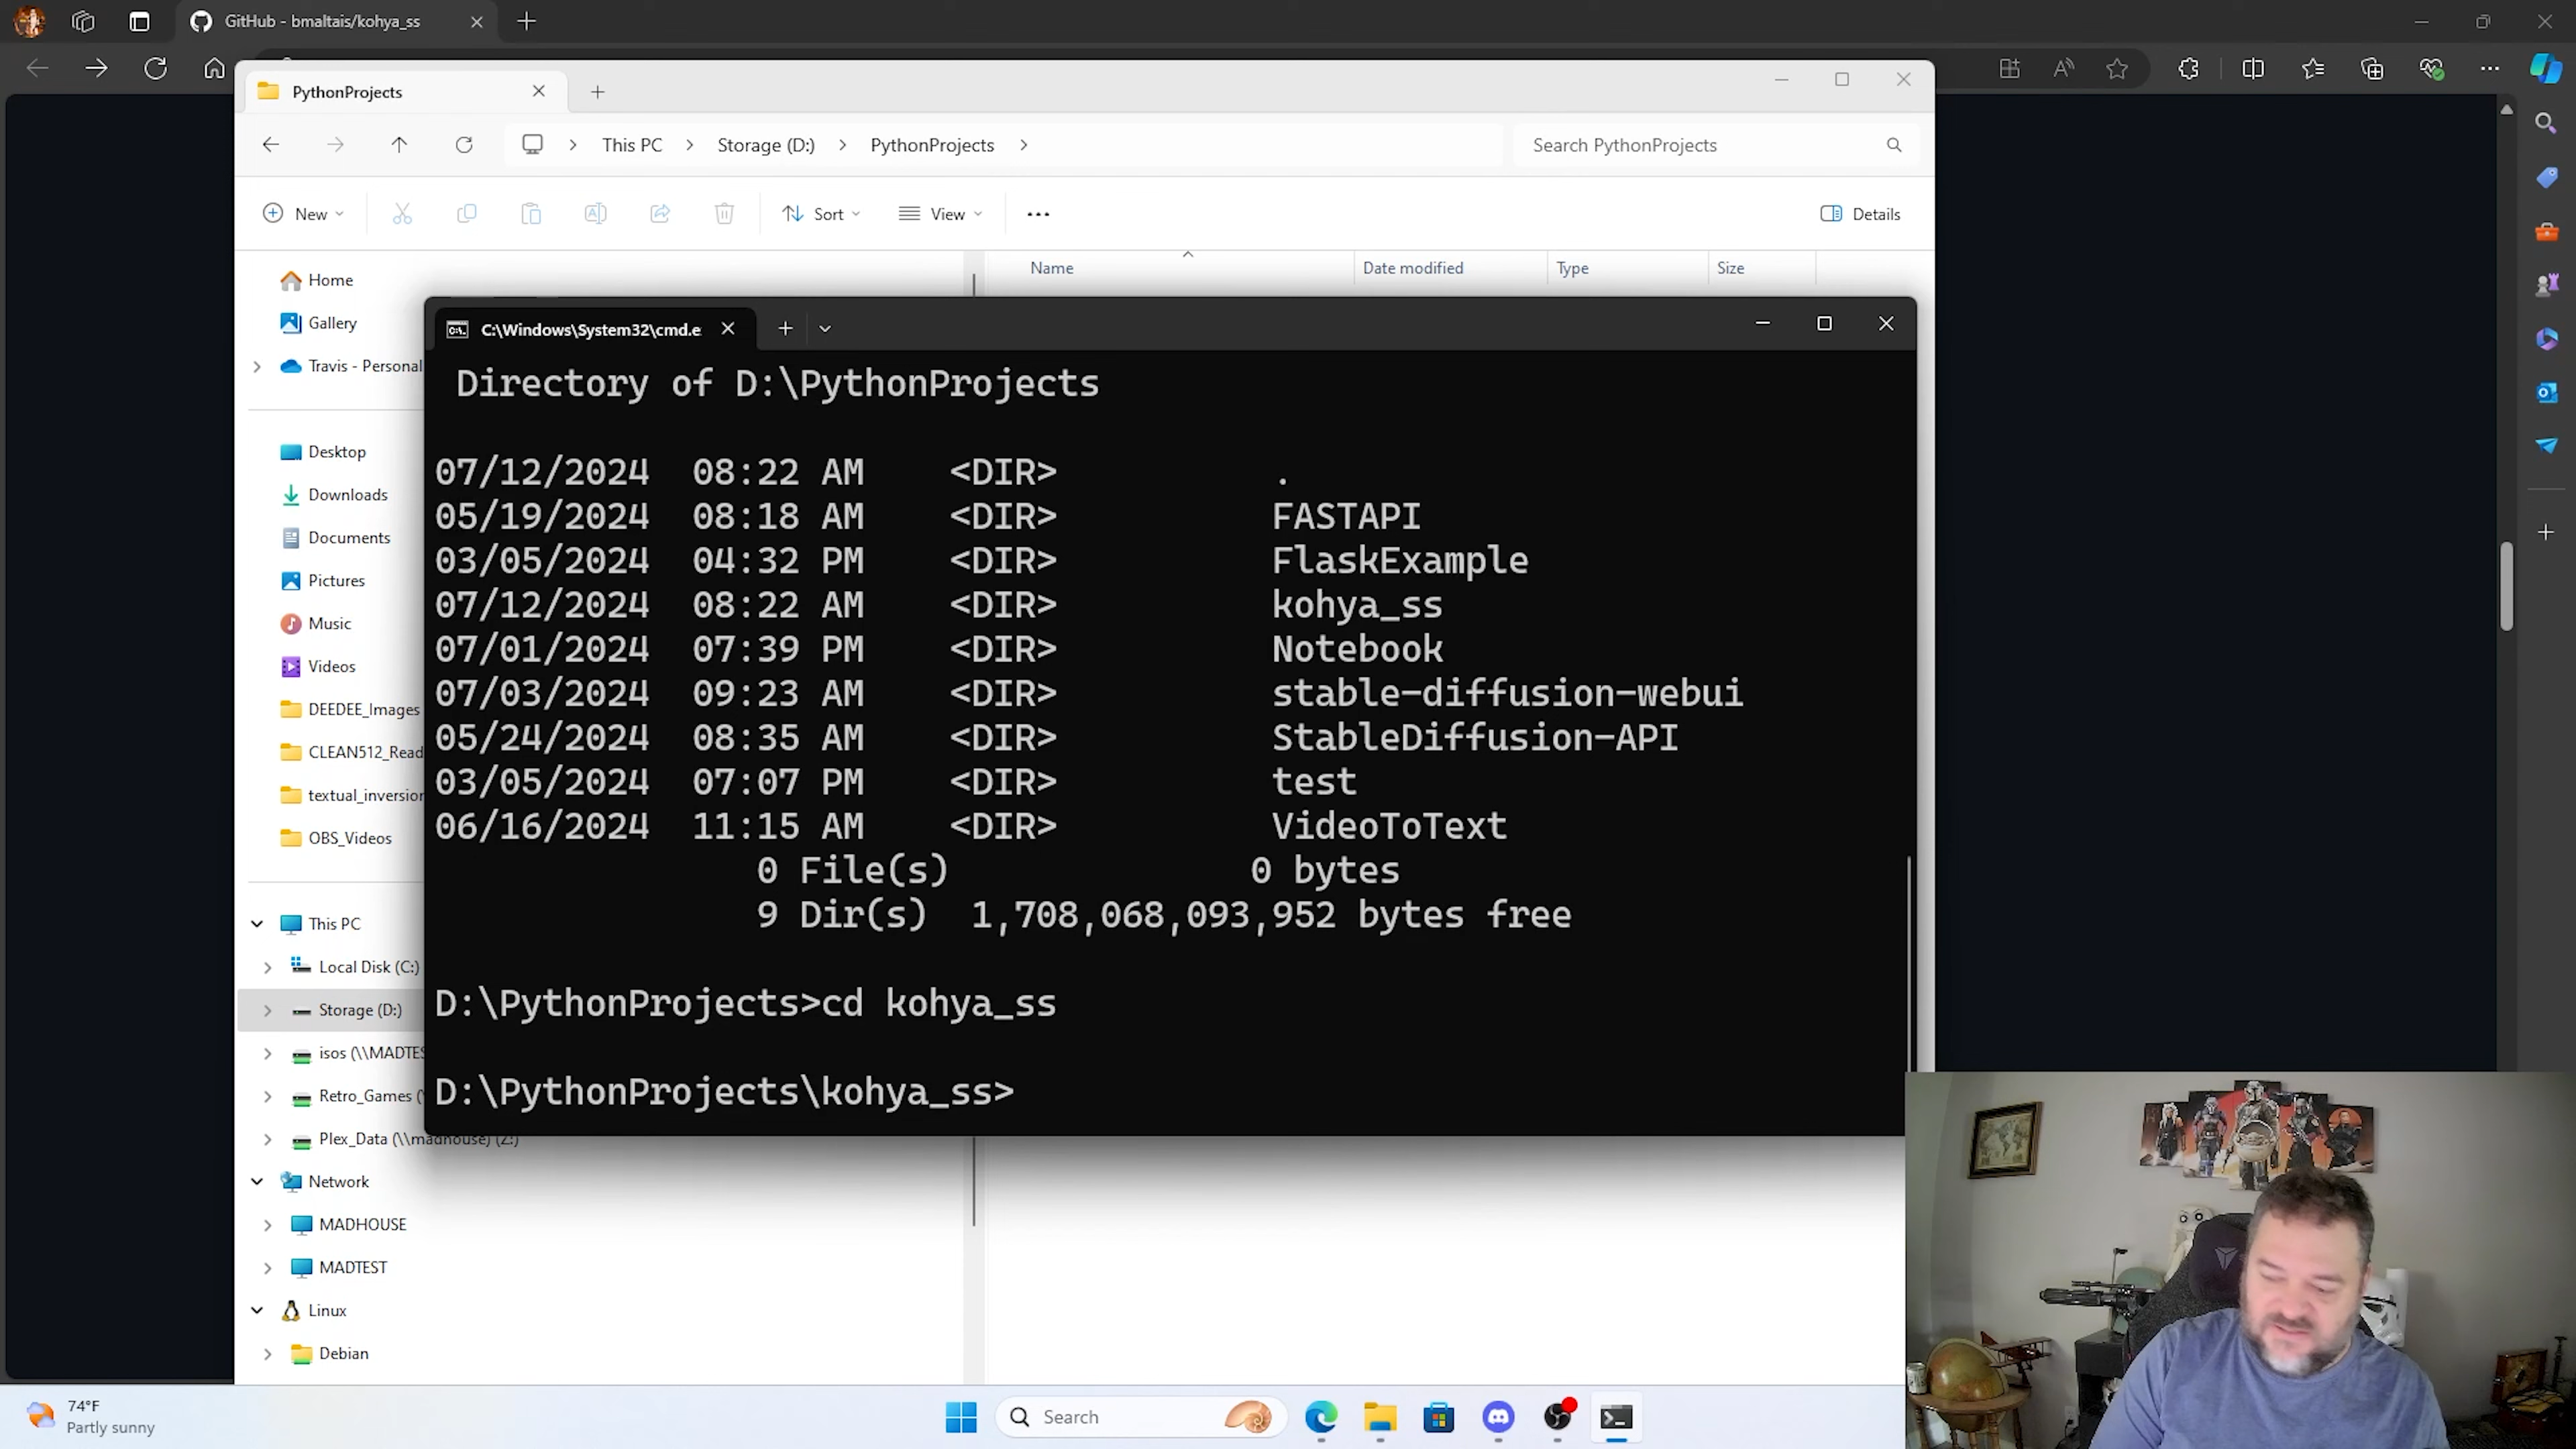 GitHub - bmaltais/kohya_ss
PythonProjects
This PC
Storage (D:)
PythonProjects
Search PythonProjects
New
Sort
View
Details
Name
Date modified
Type
Size
Home
Gallery
Travis - Personal
Desktop
Downloads
Documents
Pictures
Music
Videos
DEEDEE_Images
CLEAN512_Read
textual_inversion
OBS_Videos
This PC
Local Disk (C:)
Storage (D:)
isos (\\MADTES
Retro_Games (
Plex_Data (\\madhouse) (Z:)
Network
MADHOUSE
MADTEST
Linux
Debian
C:\Windows\System32\cmd.e
Directory of D:\PythonProjects
07/12/2024 08:22 AM <DIR> .
05/19/2024 08:18 AM <DIR> FASTAPI
03/05/2024 04:32 PM <DIR> FlaskExample
07/12/2024 08:22 AM <DIR> kohya_ss
07/01/2024 07:39 PM <DIR> Notebook
07/03/2024 09:23 AM <DIR> stable-diffusion-webui
05/24/2024 08:35 AM <DIR> StableDiffusion-API
03/05/2024 07:07 PM <DIR> test
06/16/2024 11:15 AM <DIR> VideoToText
0 File(s) 0 bytes
9 Dir(s) 1,708,068,093,952 bytes free
D:\PythonProjects>cd kohya_ss
D:\PythonProjects\kohya_ss>
74°F
Partly sunny
Search